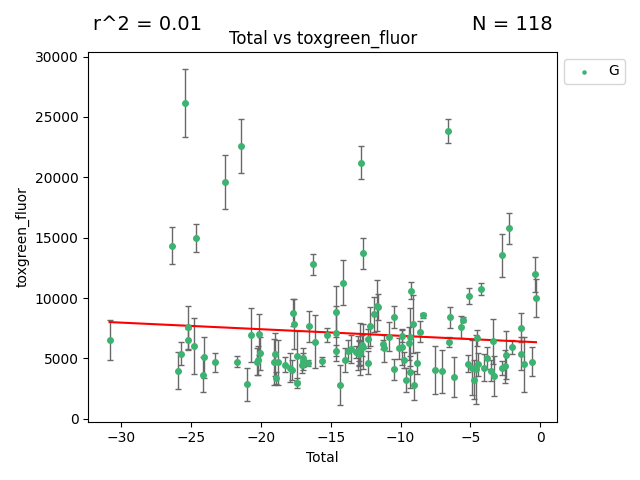 r^2 = 0.01
N = 118
Total vs toxgreen_fluor
G
30000
25000
20000
15000
10000
5000
0
toxgreen_fluor
−30
−25
−20
−15
−10
−5
0
Total